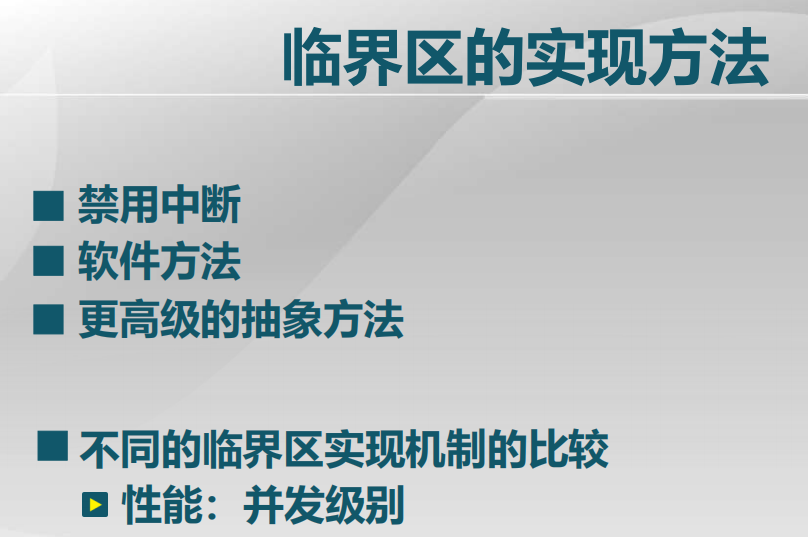 临界区的实现方法
禁用中断
软件方法
更高级的抽象方法
不同的临界区实现机制的比较
性能：并发级别